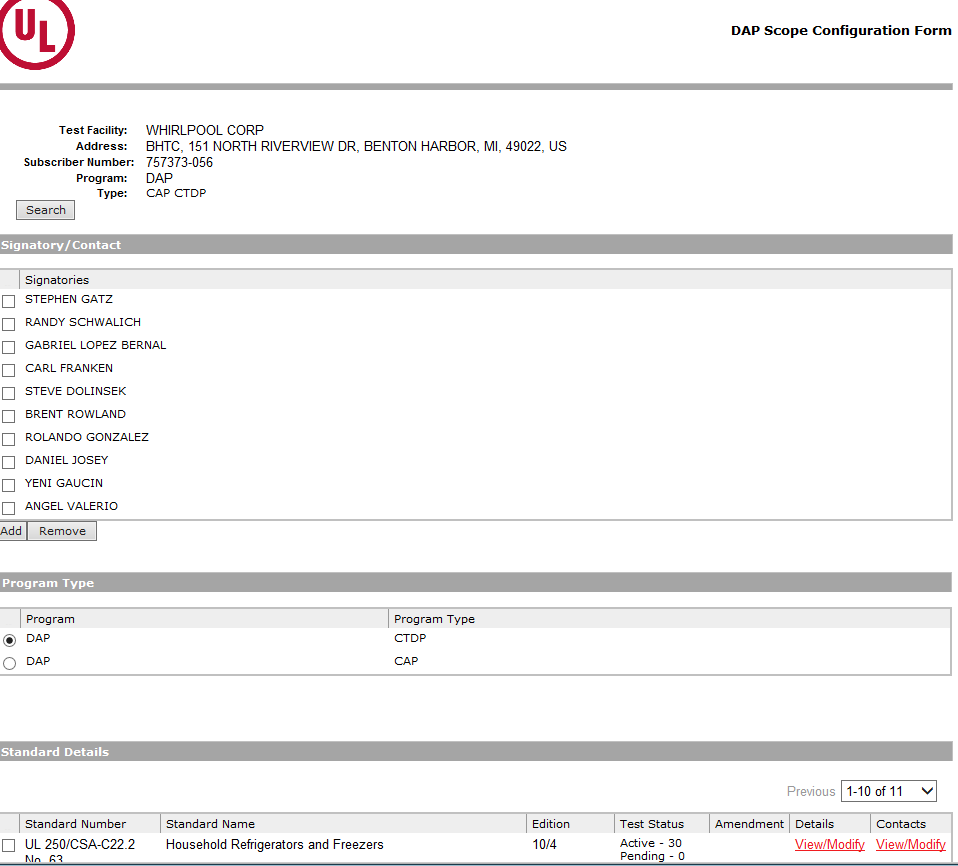 UL
DAP Scope Configuration Form
Test Facility: WHIRLPOOL CORP
Address: BHTC, 151 NORTH RIVERVIEW DR, BENTON HARBOR, MI, 49022, US
Subscriber Number: 757373-056
Program: DAP
Type: CAP CTDP
Search
Signatory/Contact
Signatories
STEPHEN GATZ
RANDY SCHWALICH
GABRIEL LOPEZ BERNAL
CARL FRANKEN
STEVE DOLINSEK
BRENT ROWLAND
ROLANDO GONZALEZ
DANIEL JOSEY
YENI GAUCIN
ANGEL VALERIO
Add Remove
Program Type
Program Program Type
DAP CTDP
DAP CAP
Standard Details
Previous 1-10 of 11
Standard Number Standard Name Edition Test Status Amendment Details Contacts
UL 250/CSA-C22.2 Household Refrigerators and Freezers 10/4 Active - 30 View/Modify View/Modify
No. 63 Pending - 0